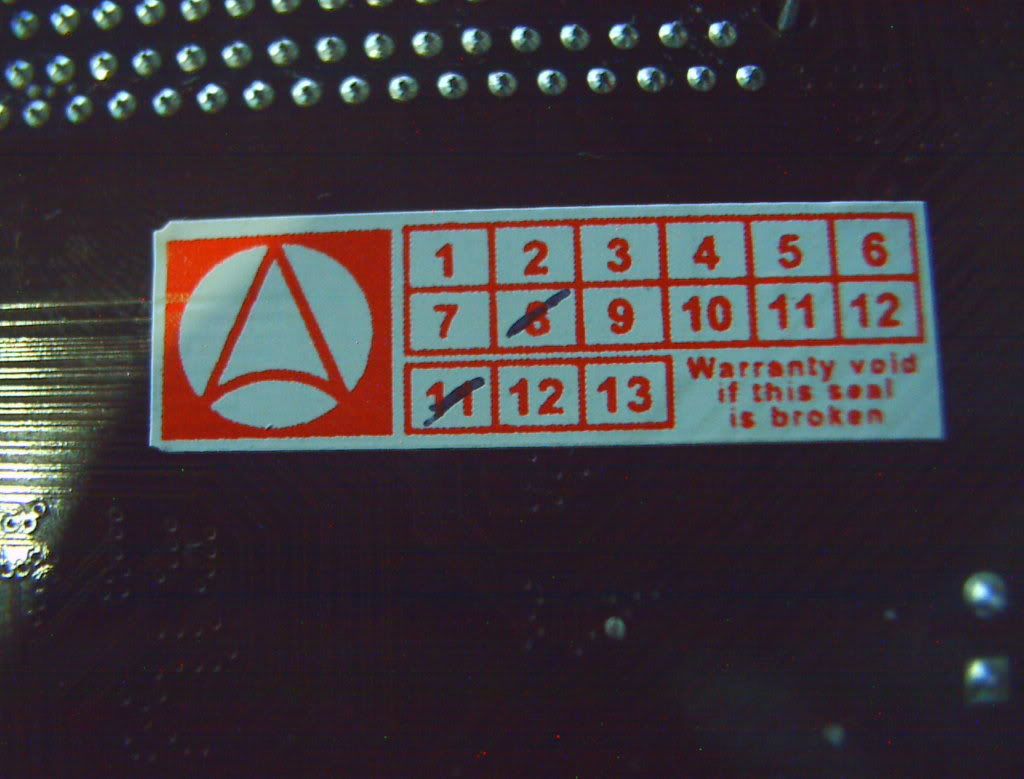 1 2 3 4 5 6
7 8 9 10 11 12
11 12 13
Warranty void
if this seal
is broken